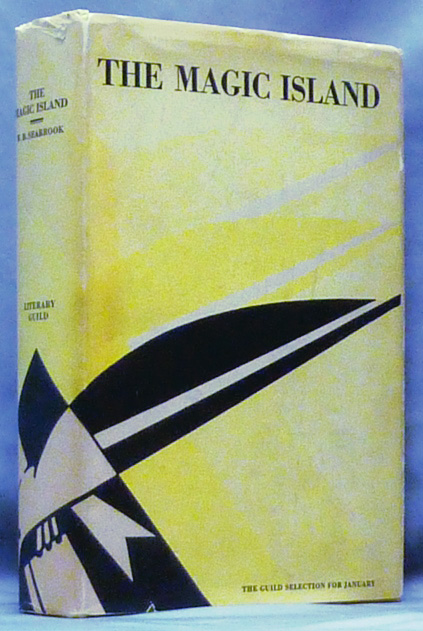 THE MAGIC ISLAND
THE
MAGIC ISLAND
W. B. SEABROOK
LITERARY
GUILD
THE GUILD SELECTION FOR JANUARY